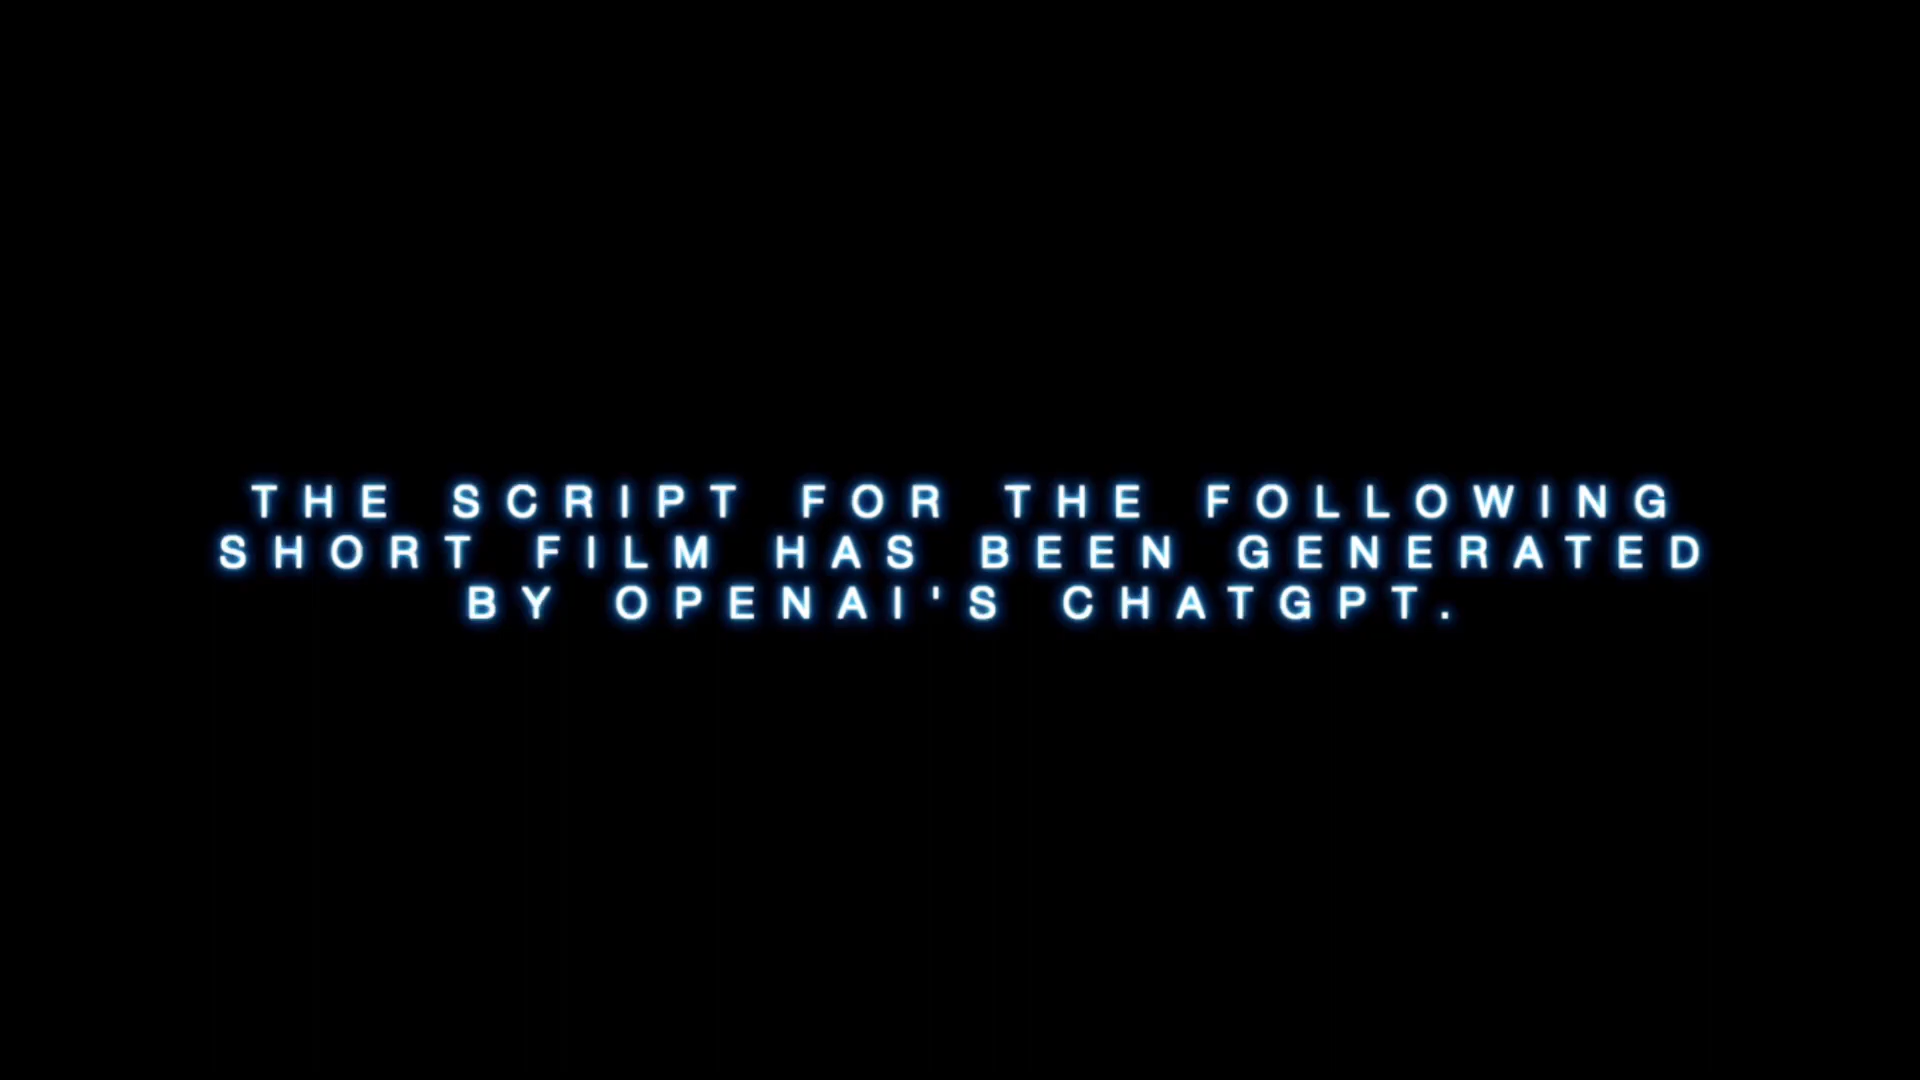 THE SCRIPT FOR THE FOLLOWING
SHORT FILM HAS BEEN GENERATED
BY OPENAI'S CHATGPT.